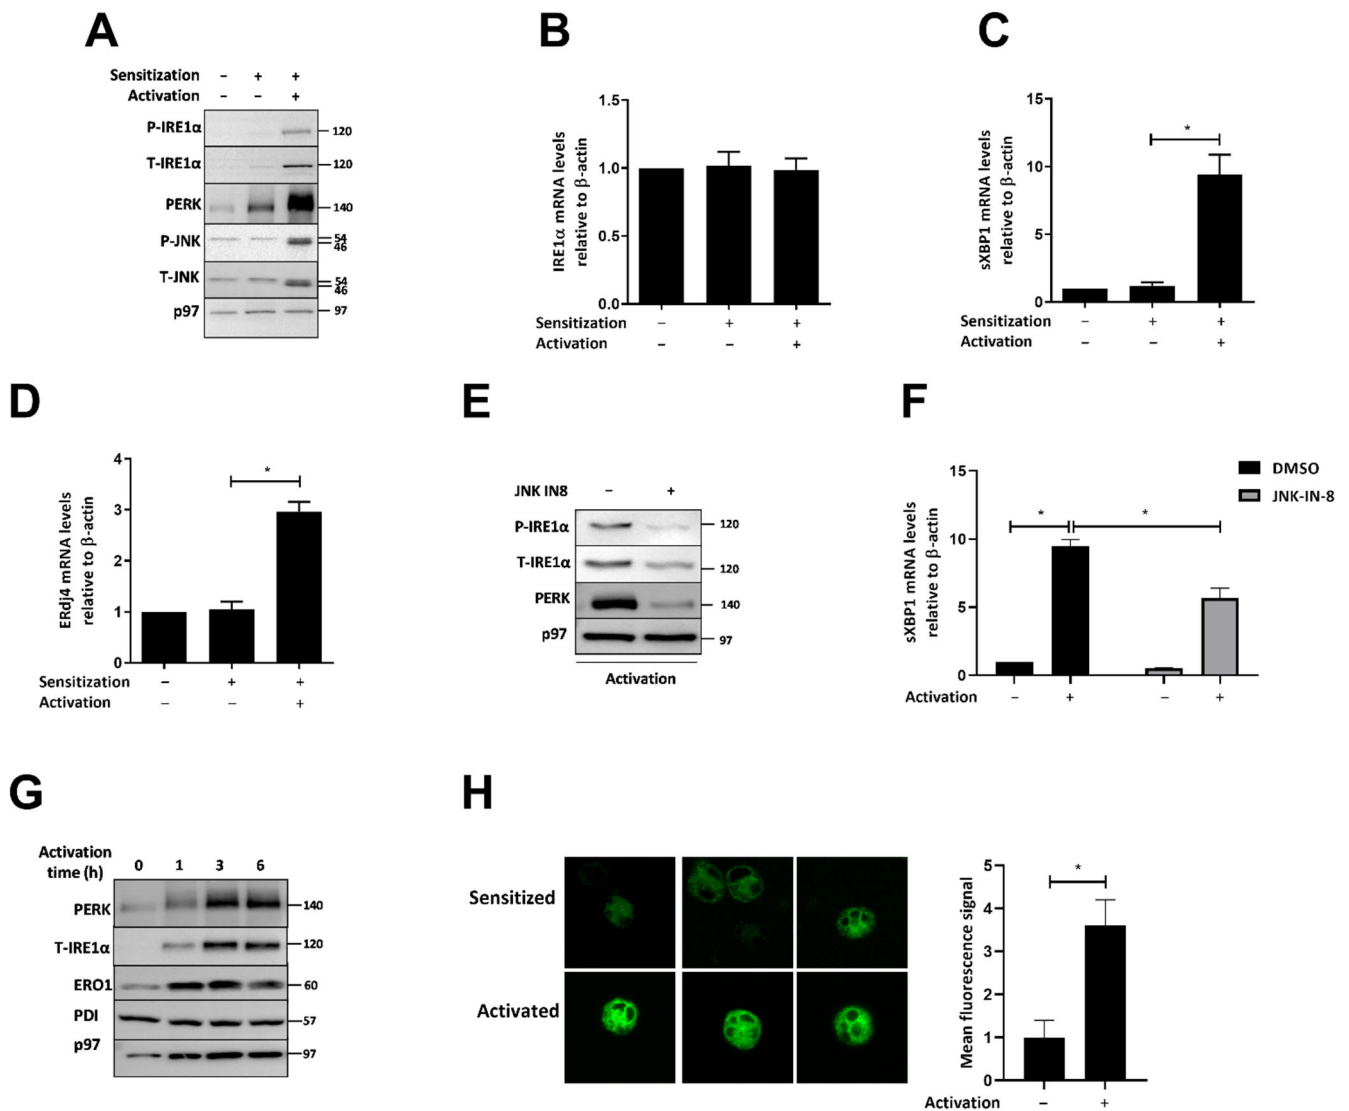 A
Sensitization - + +
Activation - - +
P-IRE1α 120
T-IRE1α 120
PERK 140
P-JNK 54
46
T-JNK 54
46
p97 97
B
IRE1α mRNA levels
relative to β-actin
1.5
1.0
0.5
0.0
Sensitization - + +
Activation - - +
C
sXBP1 mRNA levels
relative to β-actin
15
10
5
0
*
Sensitization - + +
Activation - - +
D
ERdj4 mRNA levels
relative to β-actin
4
3
2
1
0
*
Sensitization - + +
Activation - - +
E
JNK IN8 - +
P-IRE1α 120
T-IRE1α 120
PERK 140
p97 97
Activation
F
sXBP1 mRNA levels
relative to β-actin
15
10
5
0
* *
DMSO
JNK-IN-8
Activation - + - +
G
Activation
time (h) 0 1 3 6
PERK 140
T-IRE1α 120
ERO1 60
PDI 57
p97 97
H
Sensitized
Activated
Mean fluorescence signal
5
4
3
2
1
0
*
Activation - +